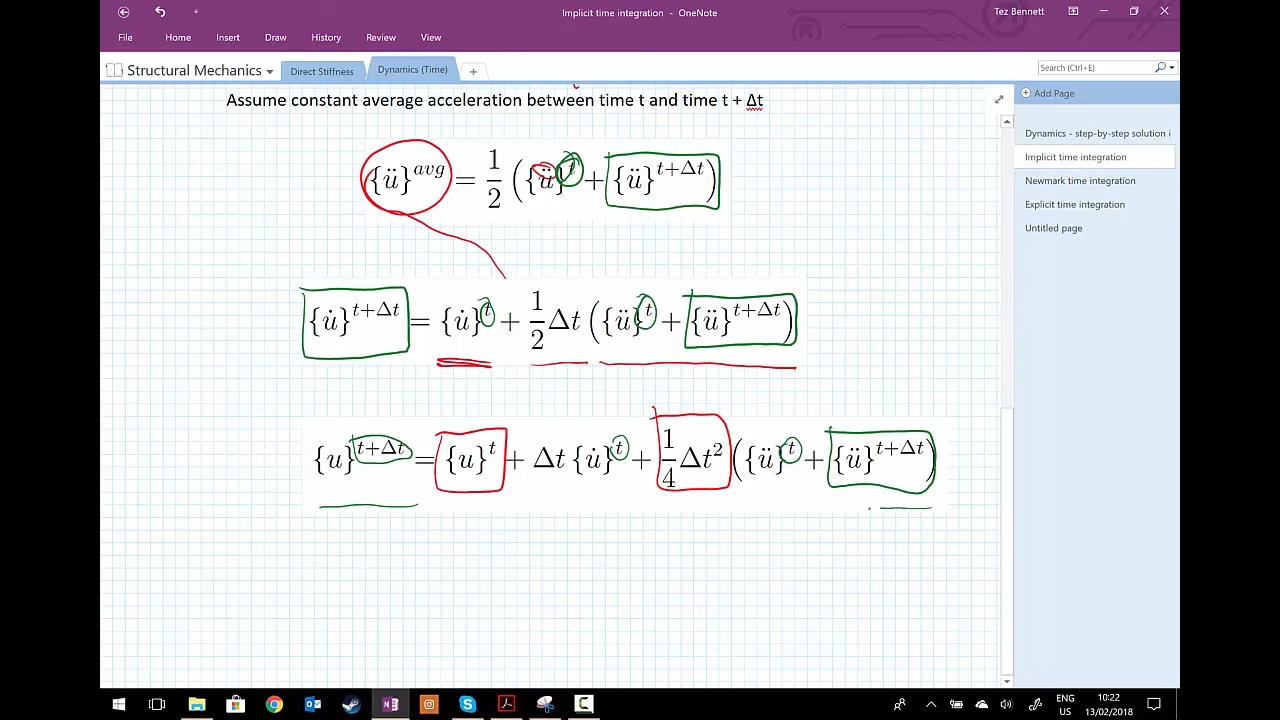 Implicit time integration - OneNote
Tez Bennett
File Home Insert Draw History Review View
Structural Mechanics Direct Stiffness Dynamics (Time) +
Search (Ctrl+E)
Add Page
Dynamics - step-by-step solution i
Implicit time integration
Newmark time integration
Explicit time integration
Untitled page
Assume constant average acceleration between time t and time t + Δt
{ü}^{avg} = 1/2 ({ü}^{t} + {ü}^{t+Δt})
{u̇}^{t+Δt} = {u̇}^{t} + 1/2 Δt ({ü}^{t} + {ü}^{t+Δt})
{u}^{t+Δt} = {u}^{t} + Δt {u̇}^{t} + 1/4 Δt² ({ü}^{t} + {ü}^{t+Δt})
ENG
US
10:22
13/02/2018